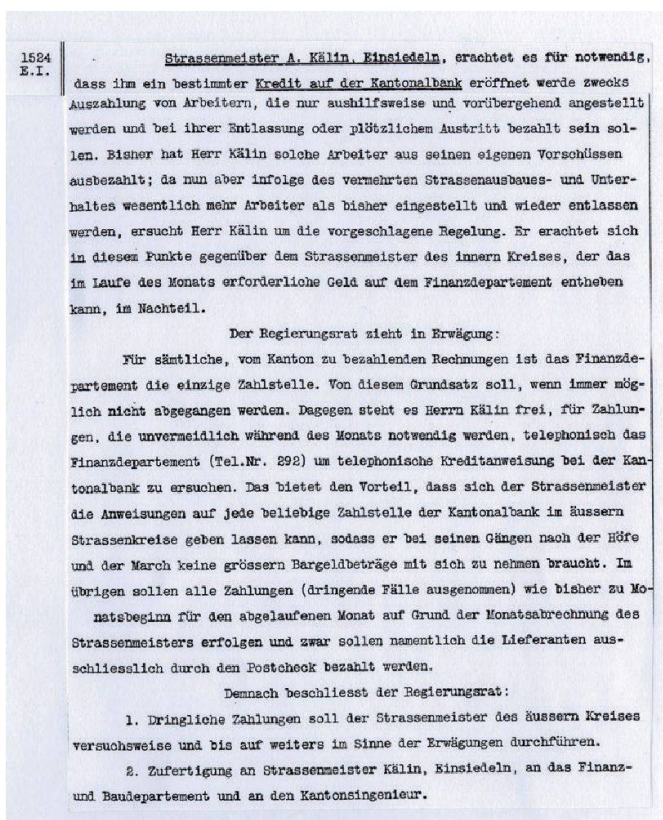 1524
E.I.
Strassenmeister A. Kälin, Einsiedeln, erachtet es für notwendig,
dass ihm ein bestimmter Kredit auf der Kantonalbank eröffnet werde zwecks
Auszahlung von Arbeitern, die nur aushilfsweise und vorübergehend angestellt
werden und bei ihrer Entlassung oder plötzlichem Austritt bezahlt sein sol-
len. Bisher hat Herr Kälin solche Arbeiter aus seinen eigenen Vorschüssen
ausbezahlt; da nun aber infolge des vermehrten Strassenausbaues- und Unter-
haltes wesentlich mehr Arbeiter als bisher eingestellt und wieder entlassen
werden, ersucht Herr Kälin um die vorgeschlagene Regelung. Er erachtet sich
in diesem Punkte gegenüber dem Strassenmeister des innern Kreises, der das
im Laufe des Monats erforderliche Geld auf dem Finanzdepartement entheben
kann, im Nachteil.
Der Regierungsrat zieht in Erwägung:
Für sämtliche, vom Kanton zu bezahlenden Rechnungen ist das Finanzde-
partement die einzige Zahlstelle. Von diesem Grundsatz soll, wenn immer mög-
lich nicht abgegangen werden. Dagegen steht es Herrn Kälin frei, für Zahlun-
gen, die unvermeidlich während des Monats notwendig werden, telephonisch das
Finanzdepartement (Tel.Nr. 292) um telephonische Kreditanweisung bei der Kan-
tonalbank zu ersuchen. Das bietet den Vorteil, dass sich der Strassenmeister
die Anweisungen auf jede beliebige Zahlstelle der Kantonalbank im äussern
Strassenkreise geben lassen kann, sodass er bei seinen Gängen nach der Höfe
und der March keine grössern Bargeldbeträge mit sich zu nehmen braucht. Im
übrigen sollen alle Zahlungen (dringende Fälle ausgenommen) wie bisher zu Mo-
natsbeginn für den abgelaufenen Monat auf Grund der Monatsabrechnung des
Strassenmeisters erfolgen und zwar sollen namentlich die Lieferanten aus-
schliesslich durch den Postcheck bezahlt werden.
Demnach beschliesst der Regierungsrat:
1. Dringliche Zahlungen soll der Strassenmeister des äussern Kreises
versuchsweise und bis auf weiters im Sinne der Erwägungen durchführen.
2. Zufertigung an Strassenmeister Kälin, Einsiedeln, an das Finanz-
und Baudepartement und an den Kantonsingenieur.